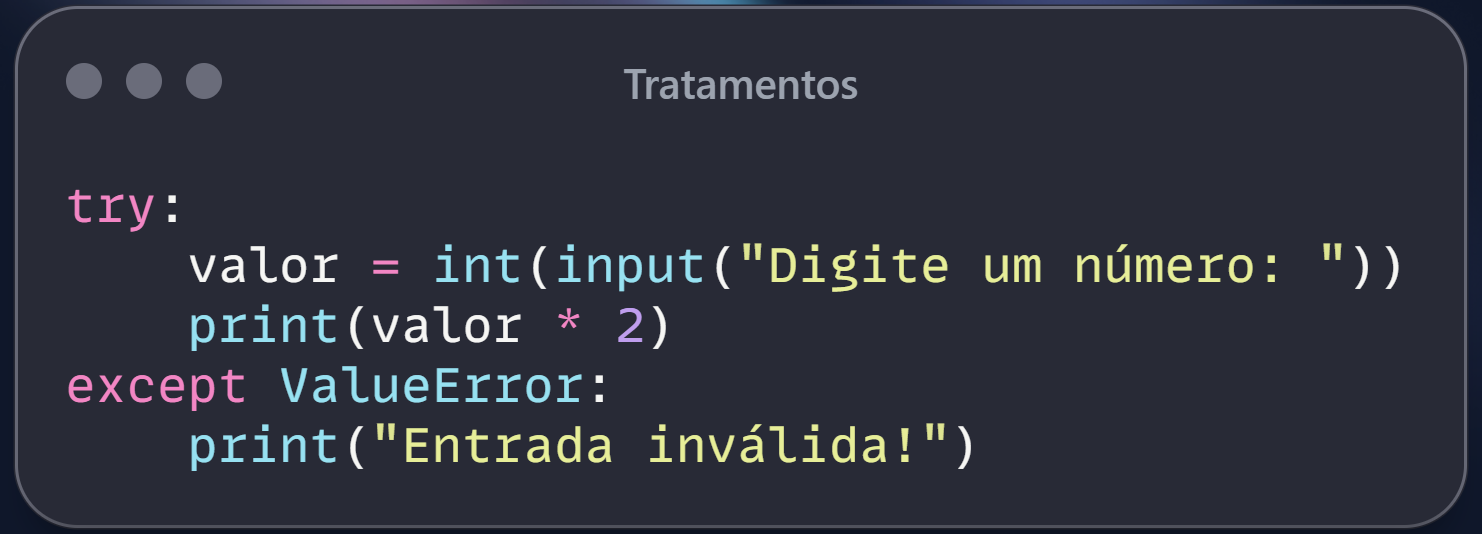 Tratamentos
try:
    valor = int(input("Digite um número: "))
    print(valor * 2)
except ValueError:
    print("Entrada inválida!")